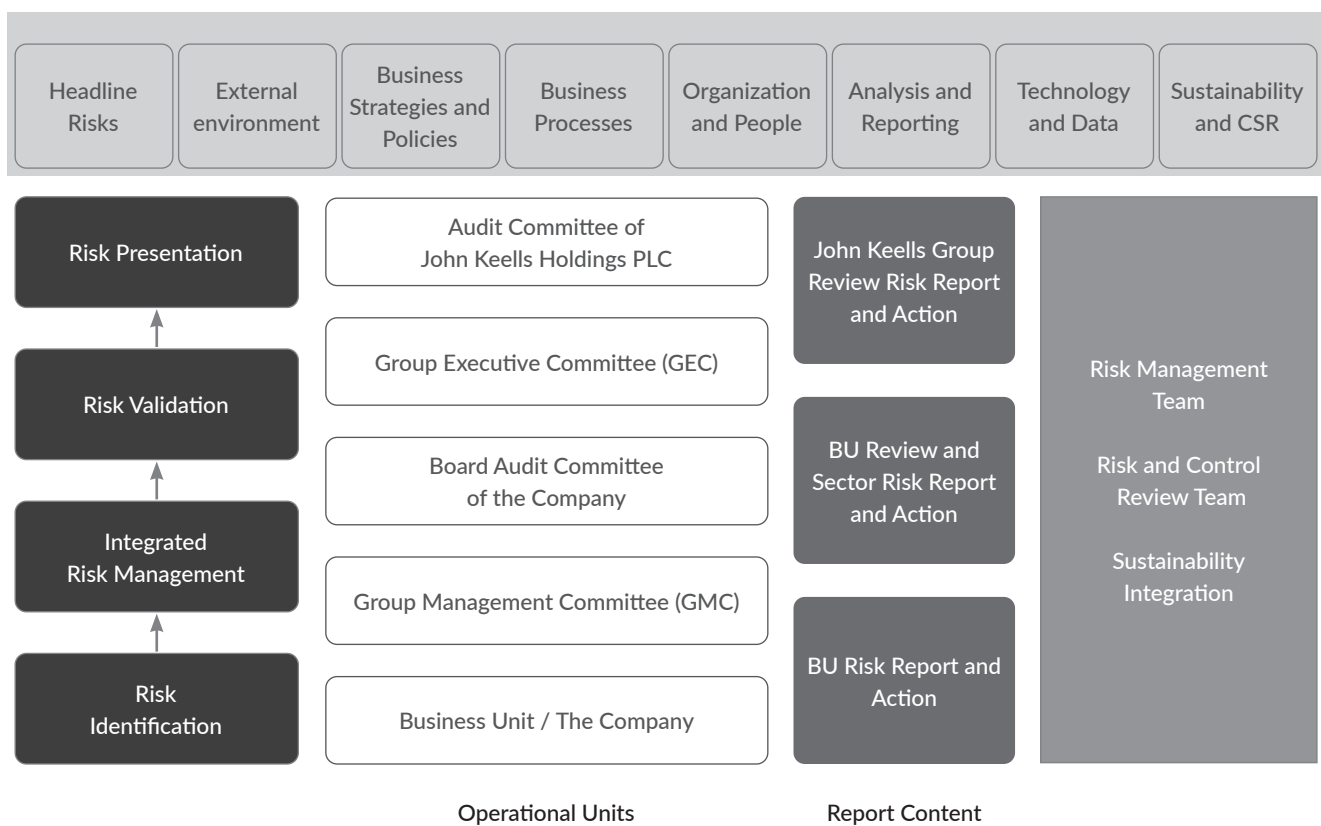 Headline
Risks
External
environment
Business
Strategies and
Policies
Business
Processes
Organization
and People
Analysis and
Reporting
Technology
and Data
Sustainability
and CSR
Risk Presentation
Risk Validation
Integrated
Risk Management
Risk
Identification
Audit Committee of
John Keells Holdings PLC
Group Executive Committee (GEC)
Board Audit Committee
of the Company
Group Management Committee (GMC)
Business Unit / The Company
Operational Units
John Keells Group
Review Risk Report
and Action
BU Review and
Sector Risk Report
and Action
BU Risk Report and
Action
Report Content
Risk Management
Team
Risk and Control
Review Team
Sustainability
Integration